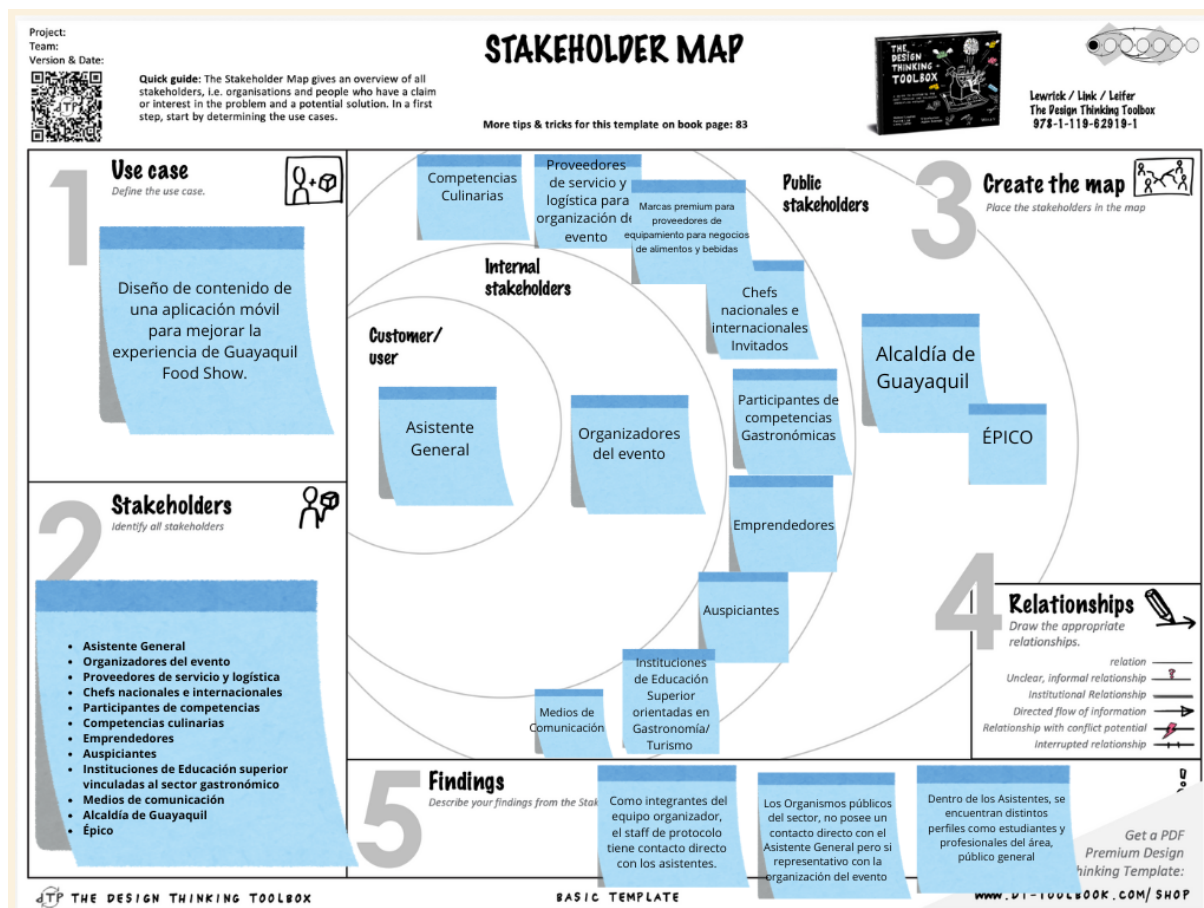 Project:
Team:
Version & Date:
dTP
Quick guide: The Stakeholder Map gives an overview of all
stakeholders, i.e. organisations and people who have a claim
or interest in the problem and a potential solution. In a first
step, start by determining the use cases.
STAKEHOLDER MAP
More tips & tricks for this template on book page: 83
THE
DESIGN
THINKING
TOOLBOX
Lewrick / Link / Leifer
The Design Thinking Toolbox
978-1-119-62919-1
1
Use case
Define the use case.
Diseño de contenido de
una aplicación móvil
para mejorar la
experiencia de Guayaquil
Food Show.
2
Stakeholders
Identify all stakeholders
• Asistente General
• Organizadores del evento
• Proveedores de servicio y logística
• Chefs nacionales e internacionales
• Participantes de competencias
• Competencias culinarias
• Emprendedores
• Auspiciantes
• Instituciones de Educación superior
vinculadas al sector gastronómico
• Medios de comunicación
• Alcaldía de Guayaquil
• Épico
3
Create the map
Place the stakeholders in the map
Customer/
user
Asistente
General
Internal
stakeholders
Organizadores
del evento
Public
stakeholders
Competencias
Culinarias
Proveedores
de servicio y
logística para
organización de
evento
Marcas premium para
proveedores de
equipamiento para negocios
de alimentos y bebidas
Chefs
nacionales e
internacionales
Invitados
Participantes de
competencias
Gastronómicas
Emprendedores
Auspiciantes
Instituciones
de Educación
Superior
orientadas en
Gastronomía/
Turismo
Medios de
Comunicación
Alcaldía de
Guayaquil
ÉPICO
4
Relationships
Draw the appropriate
relationships.
relation
Unclear, informal relationship
?
Institutional Relationship
Directed flow of information
Relationship with conflict potential
Interrupted relationship
5
Findings
Describe your findings from the Stak
Como integrantes del
equipo organizador,
el staff de protocolo
tiene contacto directo
con los asistentes.
Los Organismos públicos
del sector, no posee un
contacto directo con el
Asistente General pero si
representativo con la
organización del evento
Dentro de los Asistentes, se
encuentran distintos
perfiles como estudiantes y
profesionales del área,
público general
Get a PDF
Premium Design
hinking Template:
dTP THE DESIGN THINKING TOOLBOX
BASIC TEMPLATE
WWW.DT-TOOLBOOK.COM/SHOP